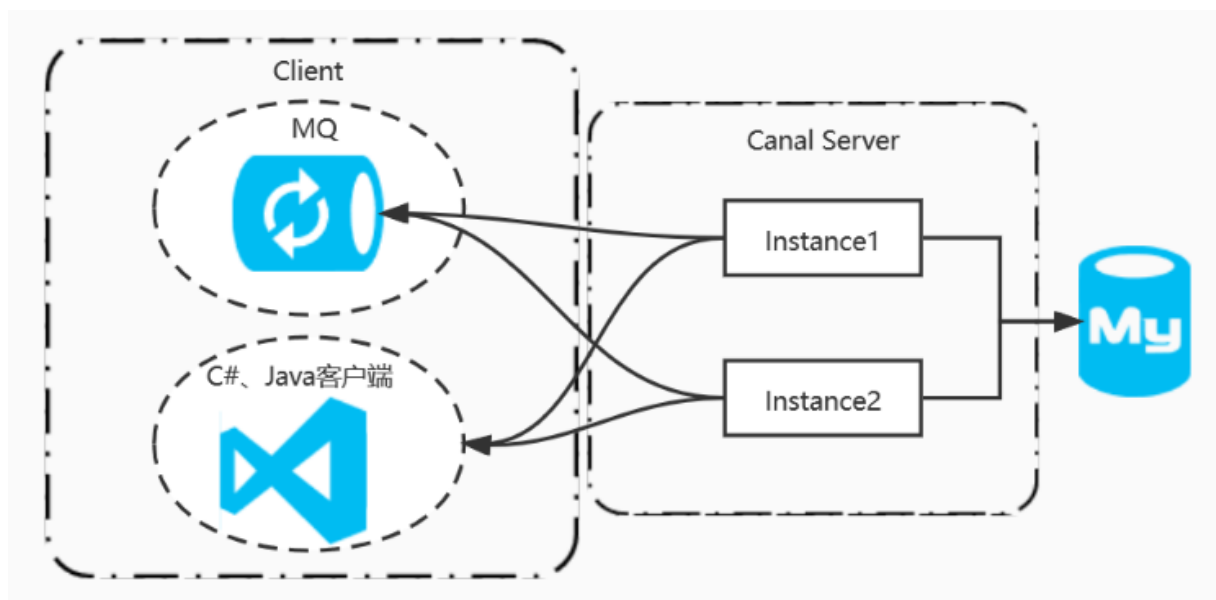 Client
MQ
C#、Java客户端
Canal Server
Instance1
Instance2
My